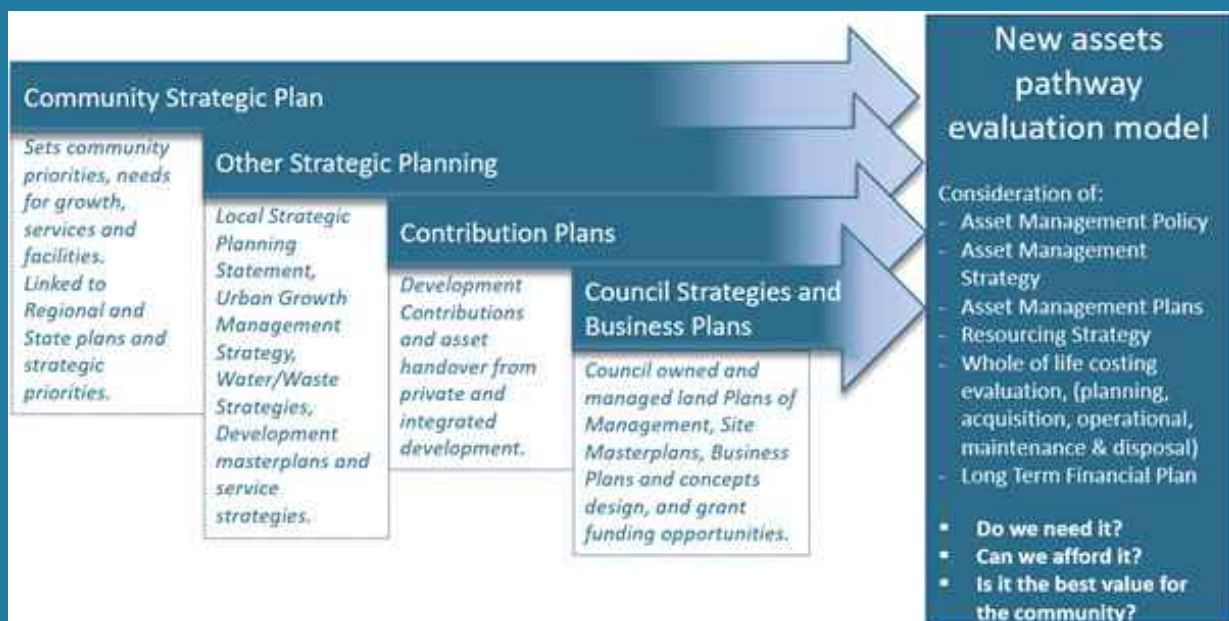 Community Strategic Plan
Sets community
priorities, needs
for growth,
services and
facilities.
Linked to
Regional and
State plans and
strategic
priorities.
Other Strategic Planning
Local Strategic
Planning
Statement,
Urban Growth
Management
Strategy,
Water/Waste
Strategies,
Development
masterplans and
service
strategies.
Contribution Plans
Development
Contributions
and asset
handover from
private and
integrated
development.
Council Strategies and
Business Plans
Council owned and
managed land Plans of
Management, Site
Masterplans, Business
Plans and concepts
design, and grant
funding opportunities.
New assets
pathway
evaluation model
Consideration of:
- Asset Management Policy
- Asset Management
Strategy
- Asset Management Plans
- Resourcing Strategy
- Whole of life costing
evaluation, (planning,
acquisition, operational,
maintenance & disposal)
- Long Term Financial Plan
▪ Do we need it?
▪ Can we afford it?
▪ Is it the best value for
the community?